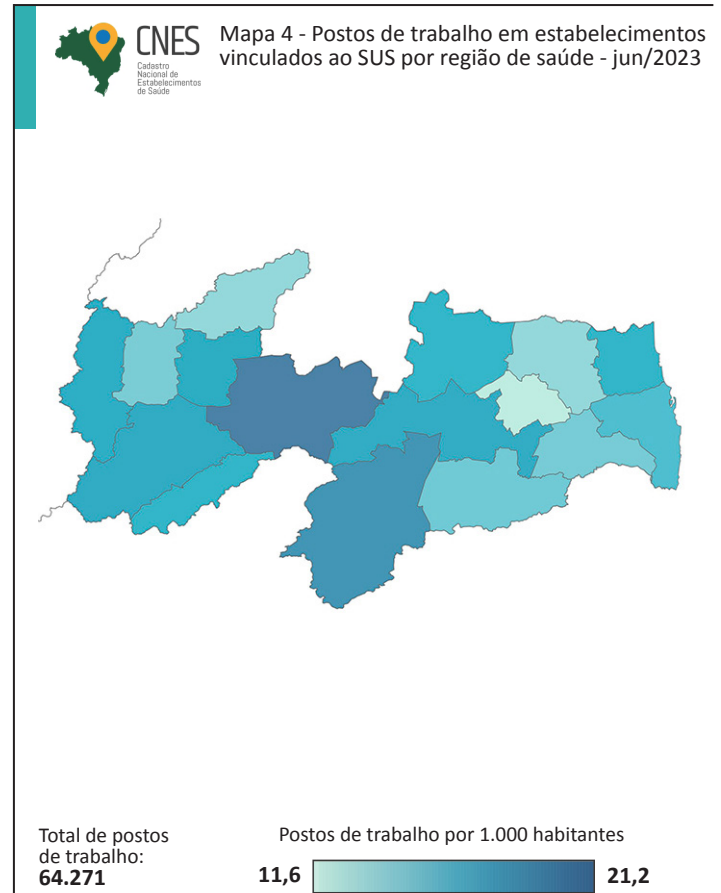 CNES
Cadastro
Nacional de
Estabelecimentos
de Saúde
Mapa 4 - Postos de trabalho em estabelecimentos
vinculados ao SUS por região de saúde - jun/2023
Total de postos
de trabalho:
64.271
Postos de trabalho por 1.000 habitantes
11,6
21,2